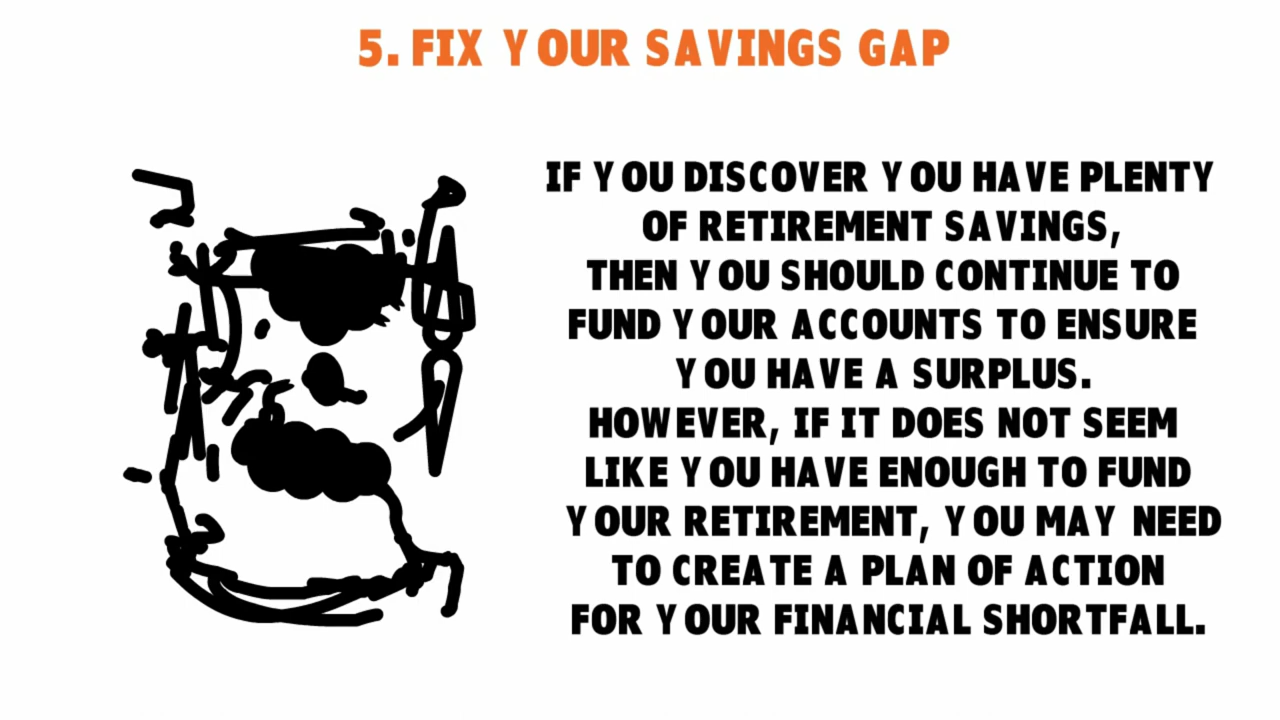 5. FIX YOUR SAVINGS GAP
IF YOU DISCOVER YOU HAVE PLENTY
OF RETIREMENT SAVINGS,
THEN YOU SHOULD CONTINUE TO
FUND YOUR ACCOUNTS TO ENSURE
YOU HAVE A SURPLUS.
HOWEVER, IF IT DOES NOT SEEM
LIKE YOU HAVE ENOUGH TO FUND
YOUR RETIREMENT, YOU MAY NEED
TO CREATE A PLAN OF ACTION
FOR YOUR FINANCIAL SHORTFALL.